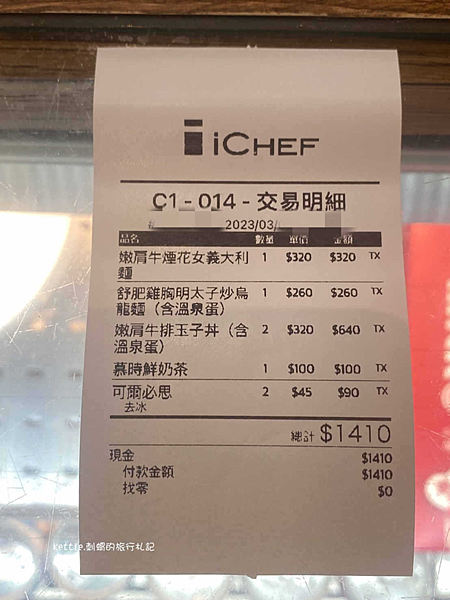 iCHEF
C1-014-交易明細
2023/03/
品名 數量 單價 金額
嫩肩牛煙花女義大利 1 $320 $320 TX
麵
舒肥雞胸明太子炒烏 1 $260 $260 TX
龍麵（含溫泉蛋）
嫩肩牛排玉子丼（含 2 $320 $640 TX
溫泉蛋）
慕時鮮奶茶 1 $100 $100 TX
可爾必思 2 $45 $90 TX
去冰
總計 $1410
現金 $1410
付款金額 $1410
找零 $0
kettie.刺蝟的旅行札記